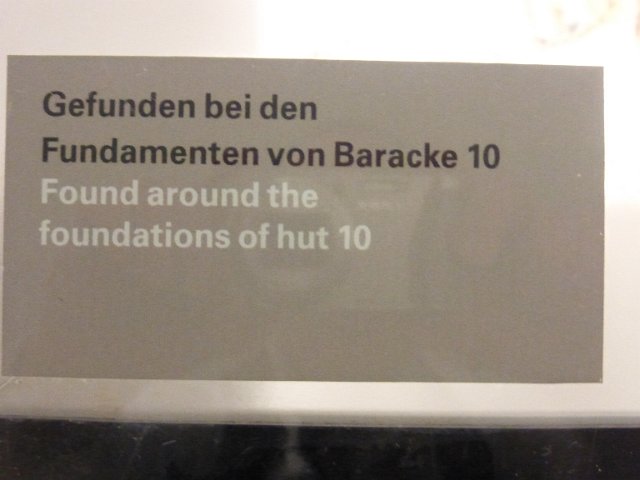 Gefunden bei den
Fundamenten von Baracke 10
Found around the
foundations of hut 10